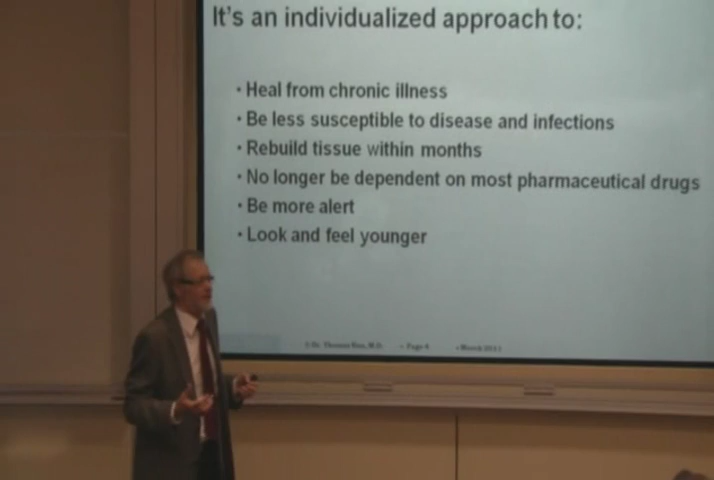 It's an individualized approach to:
• Heal from chronic illness
• Be less susceptible to disease and infections
• Rebuild tissue within months
• No longer be dependent on most pharmaceutical drugs
• Be more alert
• Look and feel younger